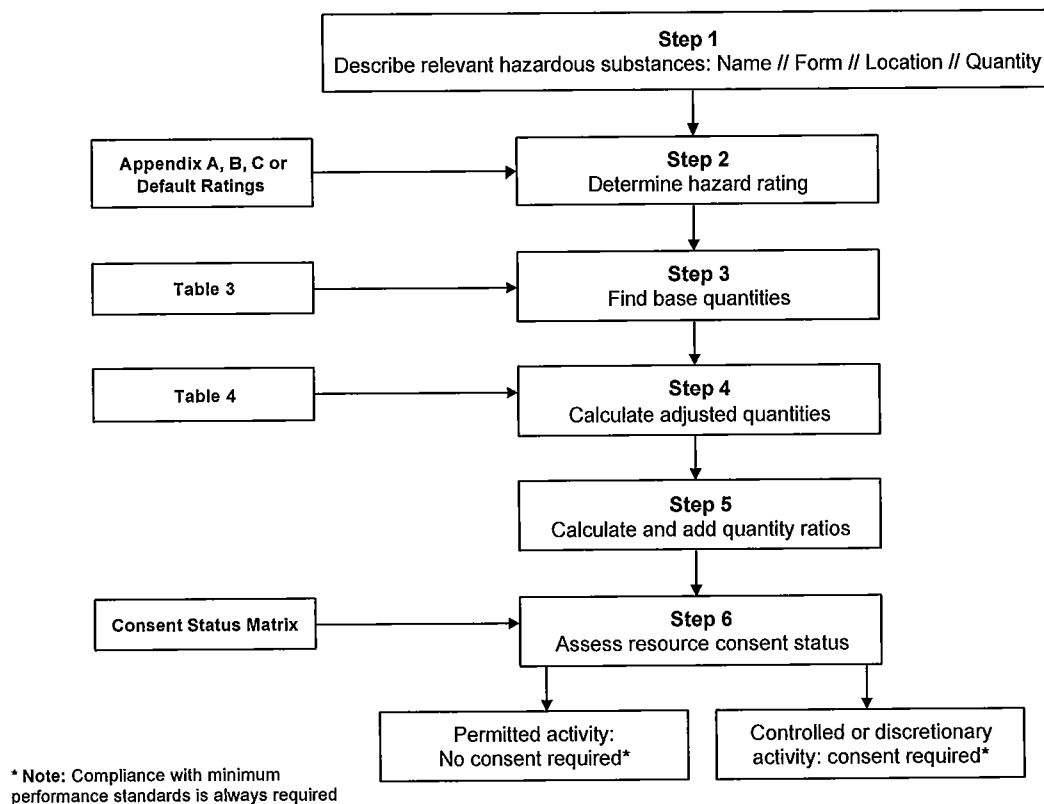 Step 1
Describe relevant hazardous substances: Name // Form // Location // Quantity
Appendix A, B, C or
Default Ratings
Step 2
Determine hazard rating
Table 3
Step 3
Find base quantities
Table 4
Step 4
Calculate adjusted quantities
Step 5
Calculate and add quantity ratios
Consent Status Matrix
Step 6
Assess resource consent status
Permitted activity:
No consent required*
Controlled or discretionary
activity: consent required*
* Note: Compliance with minimum
performance standards is always required